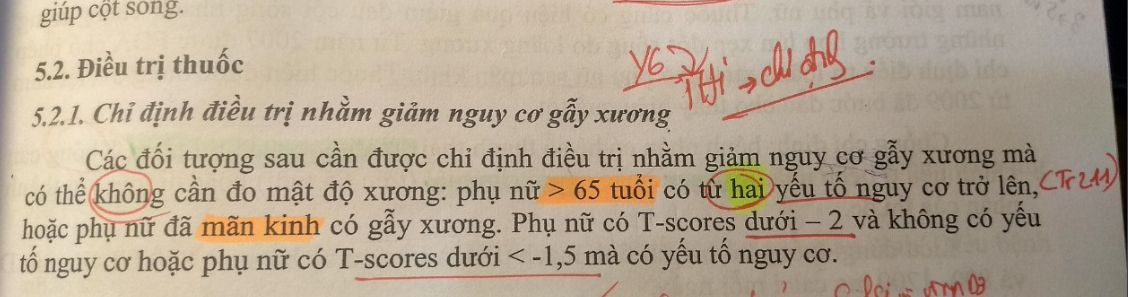 giúp cột sống.
5.2. Điều trị thuốc
Y6
5.2.1. Chỉ định điều trị nhằm giảm nguy cơ gẫy xương
Các đối tượng sau cần được chỉ định điều trị nhằm giảm nguy cơ gẫy xương mà
có thể không cần đo mật độ xương: phụ nữ > 65 tuổi có từ hai yếu tố nguy cơ trở lên, (Tr 211)
hoặc phụ nữ đã mãn kinh có gẫy xương. Phụ nữ có T-scores dưới – 2 và không có yếu
tố nguy cơ hoặc phụ nữ có T-scores dưới < -1,5 mà có yếu tố nguy cơ.